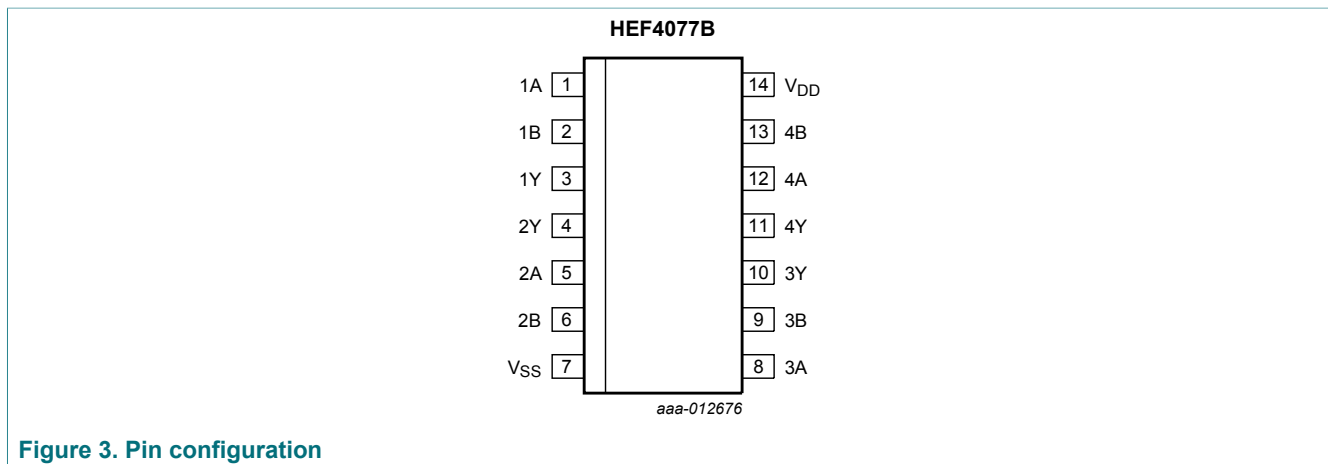 HEF4077B
1A 1 14 VDD
1B 2 13 4B
1Y 3 12 4A
2Y 4 11 4Y
2A 5 10 3Y
2B 6 9 3B
VSS 7 8 3A
aaa-012676
Figure 3. Pin configuration